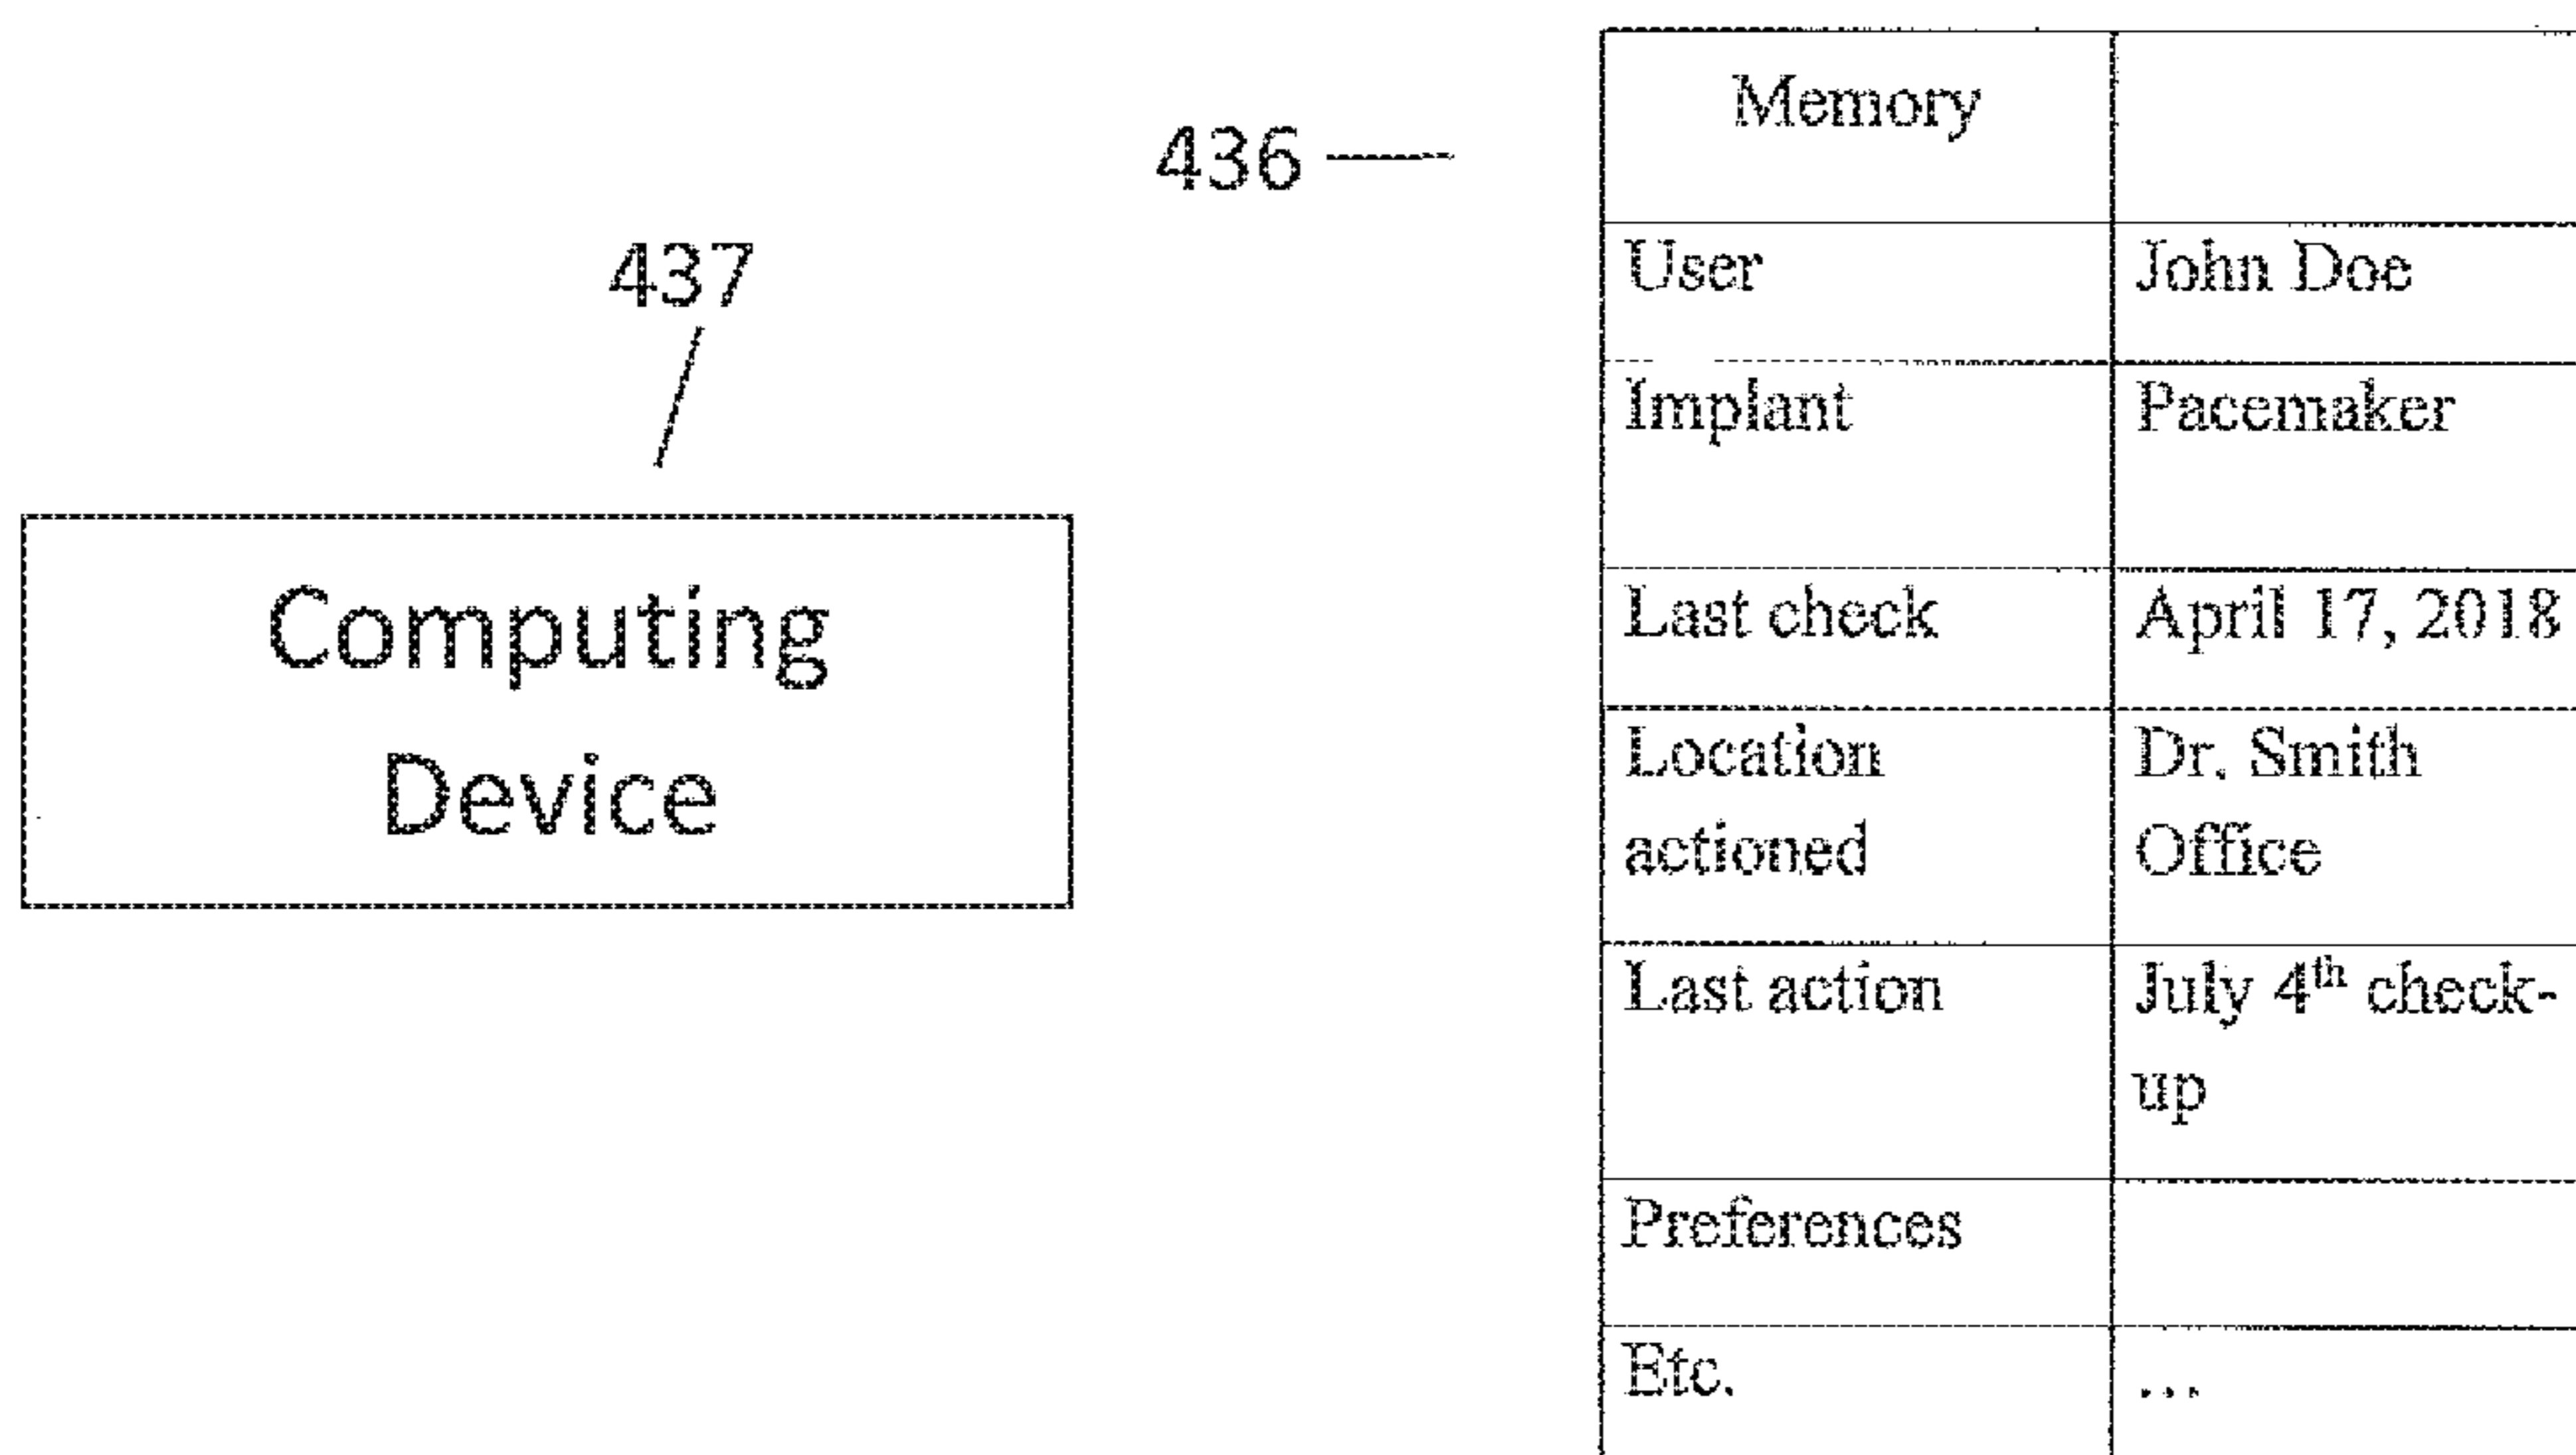 437
Computing
Device
436
Memory
User John Doe
Implant Pacemaker
Last check April 17, 2018
Location Dr. Smith
actioned Office
Last action July 4th check-
up
Preferences
Etc. ...